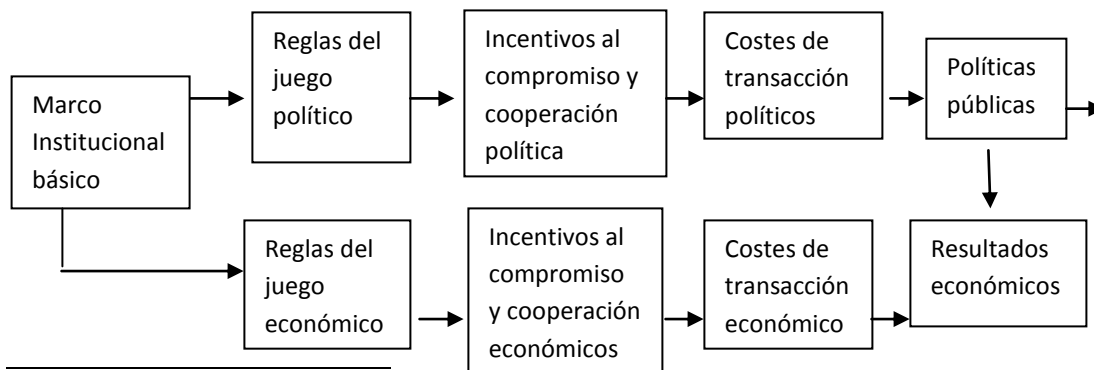 Marco
Institucional
básico
Reglas del
juego
político
Incentivos al
compromiso y
cooperación
política
Costes de
transacción
políticos
Políticas
públicas
Reglas del
juego
económico
Incentivos al
compromiso
y cooperación
económicos
Costes de
transacción
económico
Resultados
económicos